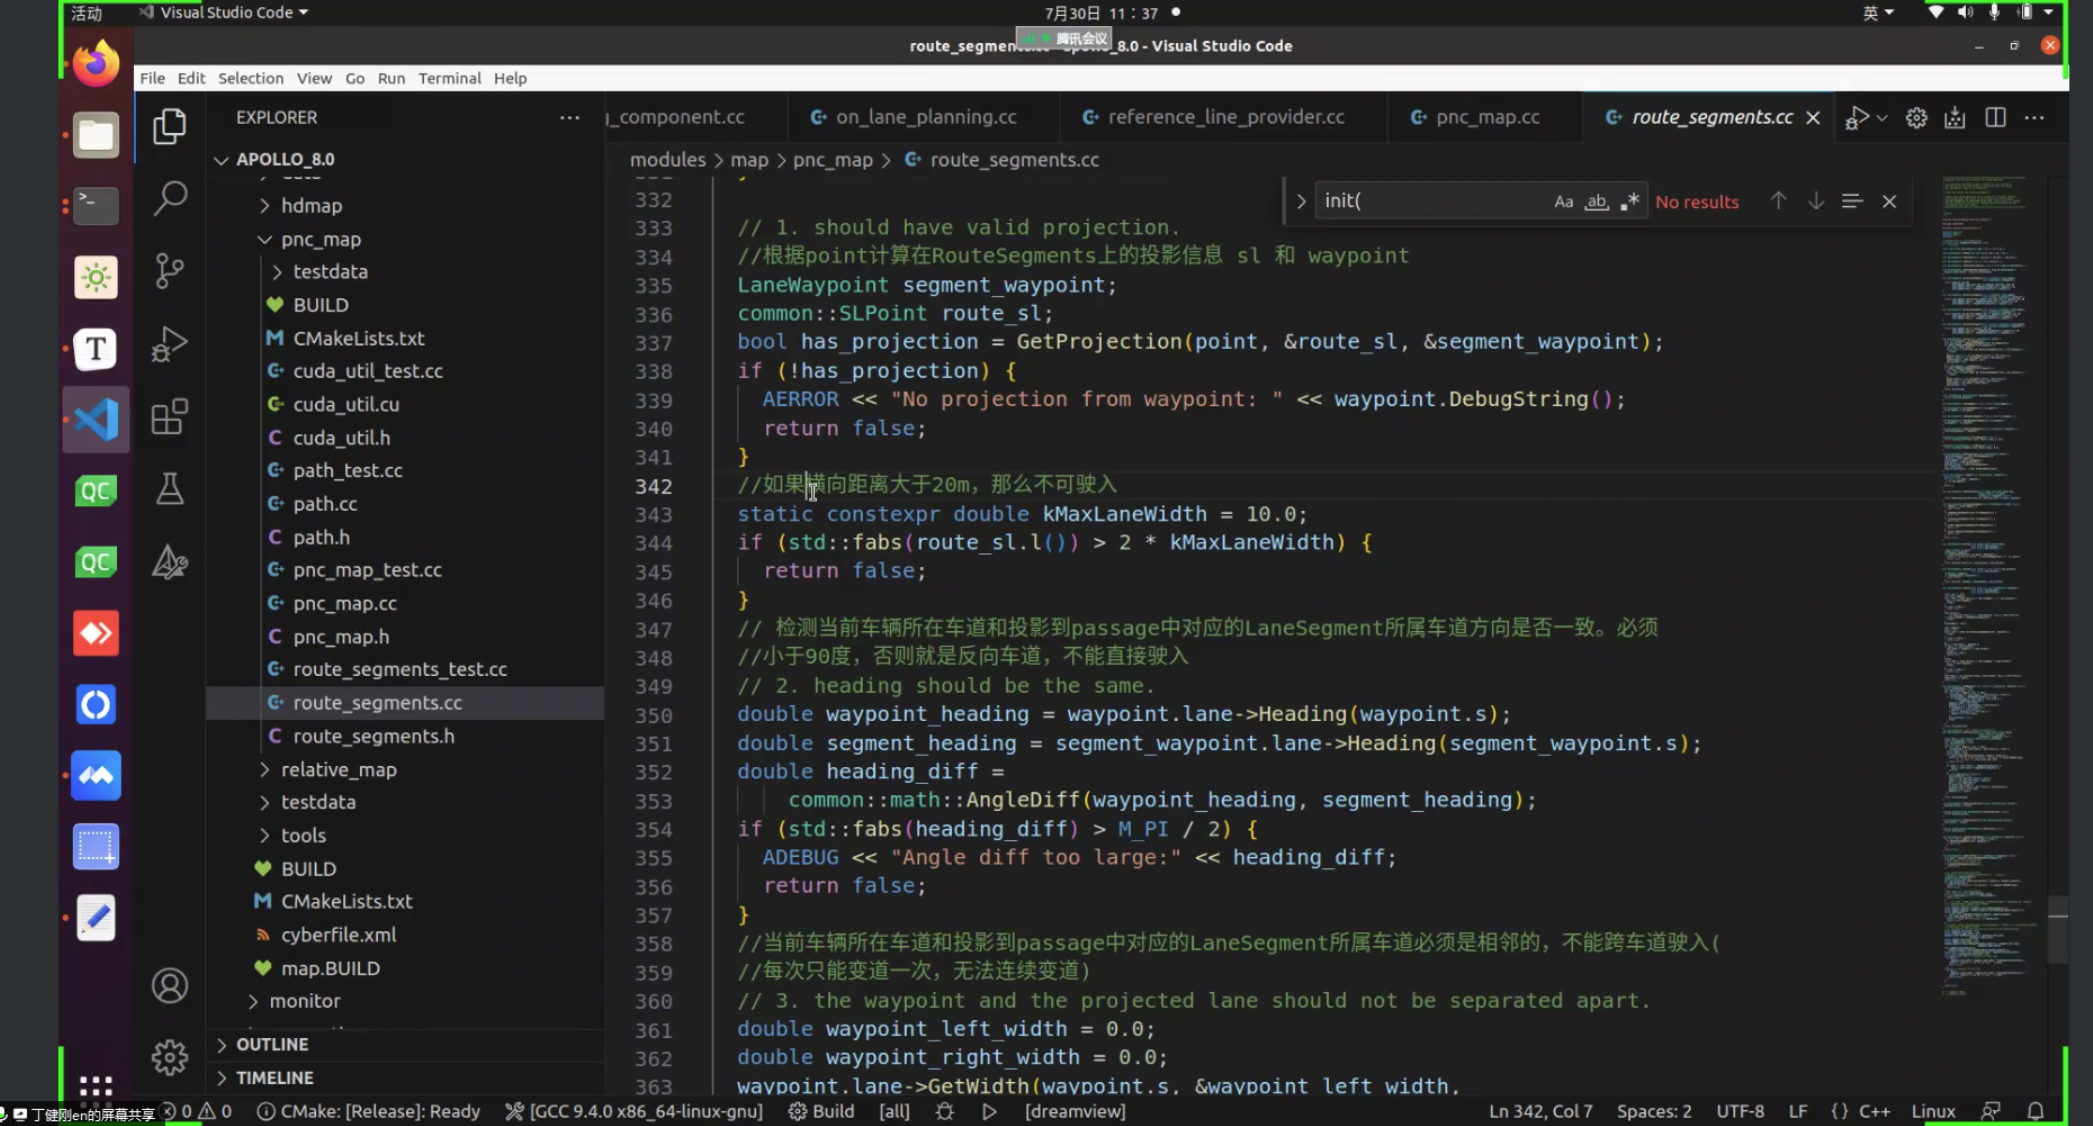 活动
Visual Studio Code
7月30日 11：37
英
腾讯会议
8.0 - Visual Studio Code
File Edit Selection View Go Run Terminal Help
EXPLORER
APOLLO_8.0
hdmap
pnc_map
testdata
BUILD
CMakeLists.txt
cuda_util_test.cc
cuda_util.cu
cuda_util.h
path_test.cc
path.cc
path.h
pnc_map_test.cc
pnc_map.cc
pnc_map.h
route_segments_test.cc
route_segments.cc
route_segments.h
relative_map
testdata
tools
BUILD
CMakeLists.txt
cyberfile.xml
map.BUILD
monitor
OUTLINE
TIMELINE
_component.cc on_lane_planning.cc reference_line_provider.cc pnc_map.cc route_segments.cc
modules > map > pnc_map > route_segments.cc
init(
Aa ab .* No results
332
333 // 1. should have valid projection.
334 //根据point计算在RouteSegments上的投影信息 sl 和 waypoint
335 LaneWaypoint segment_waypoint;
336 common::SLPoint route_sl;
337 bool has_projection = GetProjection(point, &route_sl, &segment_waypoint);
338 if (!has_projection) {
339 AERROR << "No projection from waypoint: " << waypoint.DebugString();
340 return false;
341 }
342 //如果横向距离大于20m，那么不可驶入
343 static constexpr double kMaxLaneWidth = 10.0;
344 if (std::fabs(route_sl.l()) > 2 * kMaxLaneWidth) {
345 return false;
346 }
347 // 检测当前车辆所在车道和投影到passage中对应的LaneSegment所属车道方向是否一致。必须
348 //小于90度，否则就是反向车道，不能直接驶入
349 // 2. heading should be the same.
350 double waypoint_heading = waypoint.lane->Heading(waypoint.s);
351 double segment_heading = segment_waypoint.lane->Heading(segment_waypoint.s);
352 double heading_diff =
353 common::math::AngleDiff(waypoint_heading, segment_heading);
354 if (std::fabs(heading_diff) > M_PI / 2) {
355 ADEBUG << "Angle diff too large:" << heading_diff;
356 return false;
357 }
358 //当前车辆所在车道和投影到passage中对应的LaneSegment所属车道必须是相邻的，不能跨车道驶入(
359 //每次只能变道一次，无法连续变道)
360 // 3. the waypoint and the projected lane should not be separated apart.
361 double waypoint_left_width = 0.0;
362 double waypoint_right_width = 0.0;
363 waypoint.lane->GetWidth(waypoint.s, &waypoint_left_width,
丁健刚en的屏幕共享
0 0 CMake: [Release]: Ready [GCC 9.4.0 x86_64-linux-gnu] Build [all] [dreamview] Ln 342, Col 7 Spaces: 2 UTF-8 LF {} C++ Linux